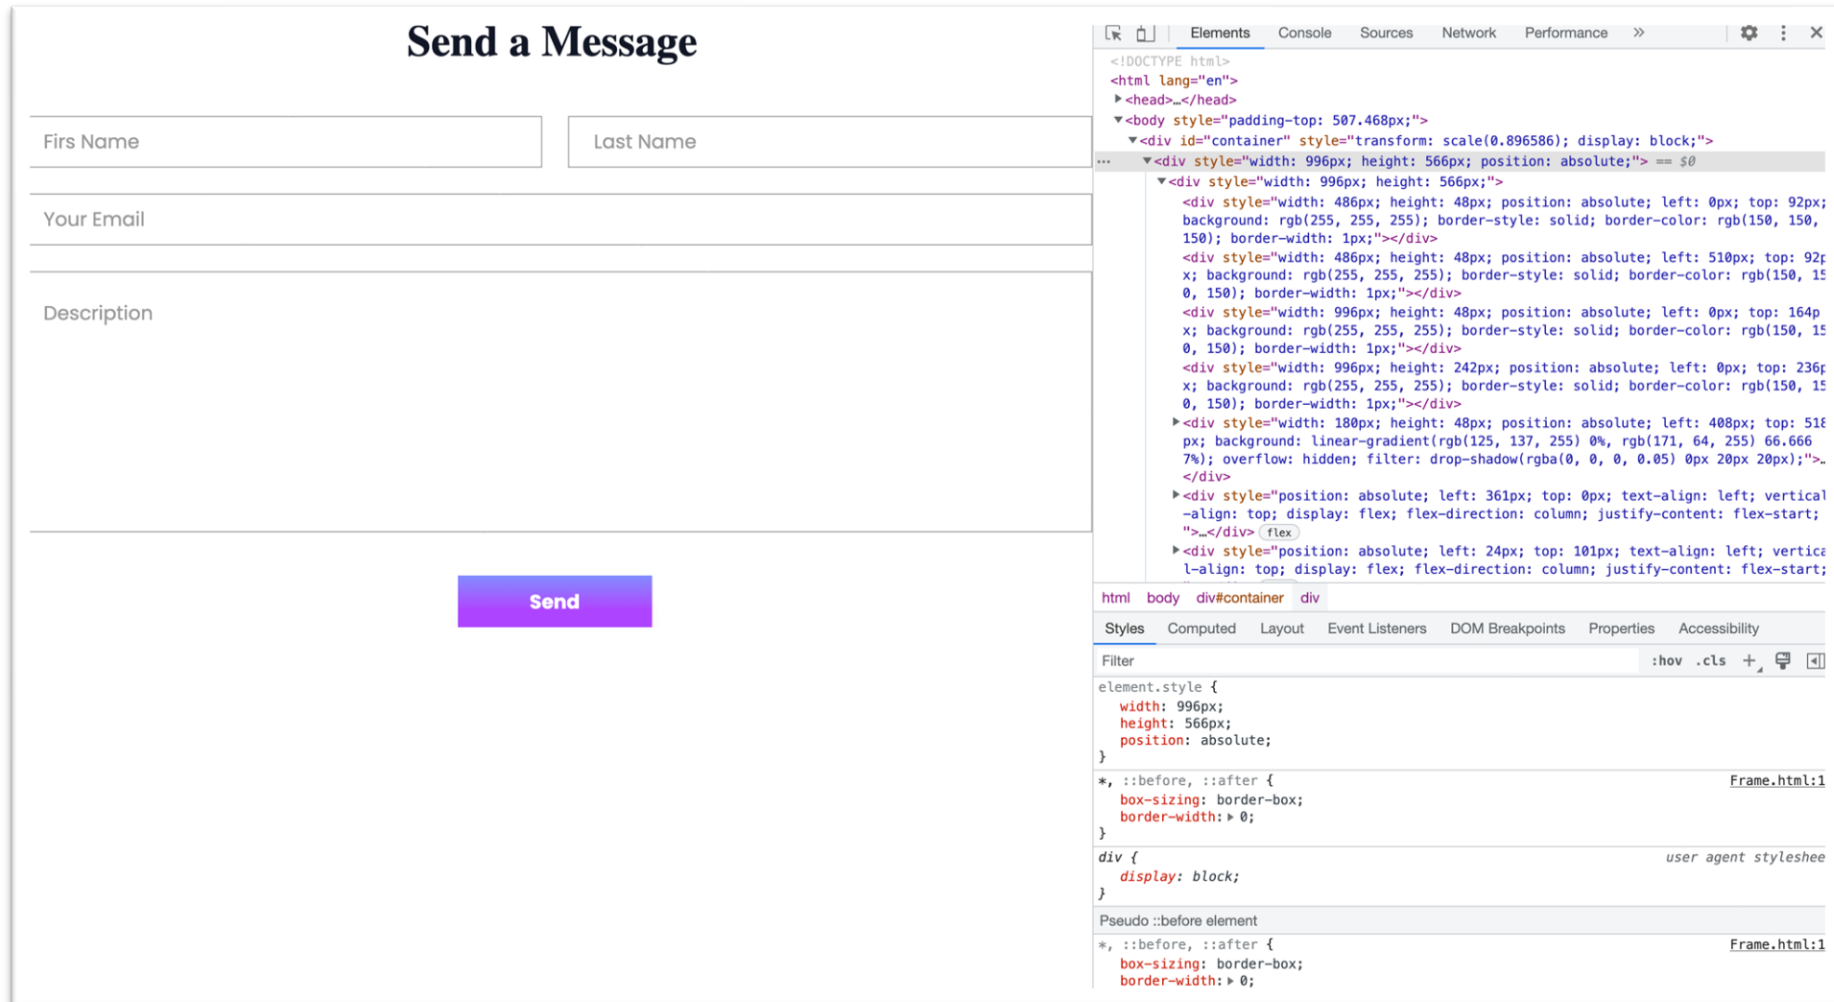 Send a Message
Firs Name
Last Name
Your Email
Description
Send
Elements Console Sources Network Performance »
<!DOCTYPE html>
<html lang="en">
<head>…</head>
<body style="padding-top: 507.468px;">
<div id="container" style="transform: scale(0.896586); display: block;">
… <div style="width: 996px; height: 566px; position: absolute;"> == $0
<div style="width: 996px; height: 566px;">
<div style="width: 486px; height: 48px; position: absolute; left: 0px; top: 92px;
background: rgb(255, 255, 255); border-style: solid; border-color: rgb(150, 150,
150); border-width: 1px;"></div>
<div style="width: 486px; height: 48px; position: absolute; left: 510px; top: 92p
x; background: rgb(255, 255, 255); border-style: solid; border-color: rgb(150, 15
0, 150); border-width: 1px;"></div>
<div style="width: 996px; height: 48px; position: absolute; left: 0px; top: 164p
x; background: rgb(255, 255, 255); border-style: solid; border-color: rgb(150, 15
0, 150); border-width: 1px;"></div>
<div style="width: 996px; height: 242px; position: absolute; left: 0px; top: 236p
x; background: rgb(255, 255, 255); border-style: solid; border-color: rgb(150, 15
0, 150); border-width: 1px;"></div>
<div style="width: 180px; height: 48px; position: absolute; left: 408px; top: 518
px; background: linear-gradient(rgb(125, 137, 255) 0%, rgb(171, 64, 255) 66.666
7%); overflow: hidden; filter: drop-shadow(rgba(0, 0, 0, 0.05) 0px 20px 20px);">…
</div>
<div style="position: absolute; left: 361px; top: 0px; text-align: left; vertical
-align: top; display: flex; flex-direction: column; justify-content: flex-start;
">…</div> flex
<div style="position: absolute; left: 24px; top: 101px; text-align: left; vertica
l-align: top; display: flex; flex-direction: column; justify-content: flex-start;
html body div#container div
Styles Computed Layout Event Listeners DOM Breakpoints Properties Accessibility
Filter :hov .cls +
element.style {
width: 996px;
height: 566px;
position: absolute;
}
*, ::before, ::after { Frame.html:1
box-sizing: border-box;
border-width: 0;
}
div { user agent styleshee
display: block;
}
Pseudo ::before element
*, ::before, ::after { Frame.html:1
box-sizing: border-box;
border-width: 0;